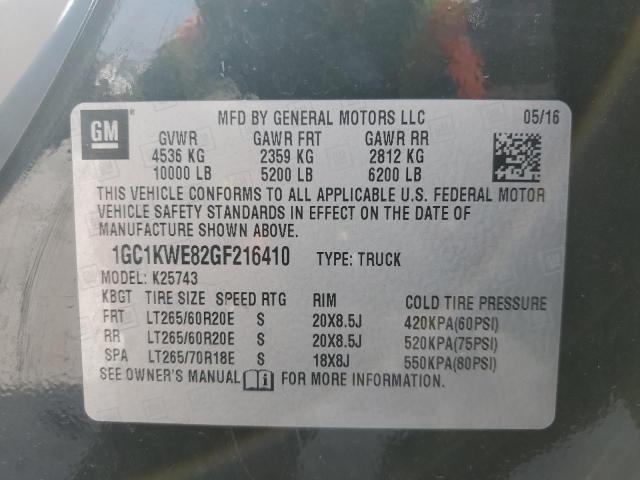 GM
MFD BY GENERAL MOTORS LLC 05/16
GVWR GAWR FRT GAWR RR
4536 KG 2359 KG 2812 KG
10000 LB 5200 LB 6200 LB
THIS VEHICLE CONFORMS TO ALL APPLICABLE U.S. FEDERAL MOTOR
VEHICLE SAFETY STANDARDS IN EFFECT ON THE DATE OF
MANUFACTURE SHOWN ABOVE.
1GC1KWE82GF216410 TYPE: TRUCK
MODEL: K25743
KBGT TIRE SIZE SPEED RTG RIM COLD TIRE PRESSURE
FRT LT265/60R20E S 20X8.5J 420KPA(60PSI)
RR LT265/60R20E S 20X8.5J 520KPA(75PSI)
SPA LT265/70R18E S 18X8J 550KPA(80PSI)
SEE OWNER'S MANUAL FOR MORE INFORMATION.